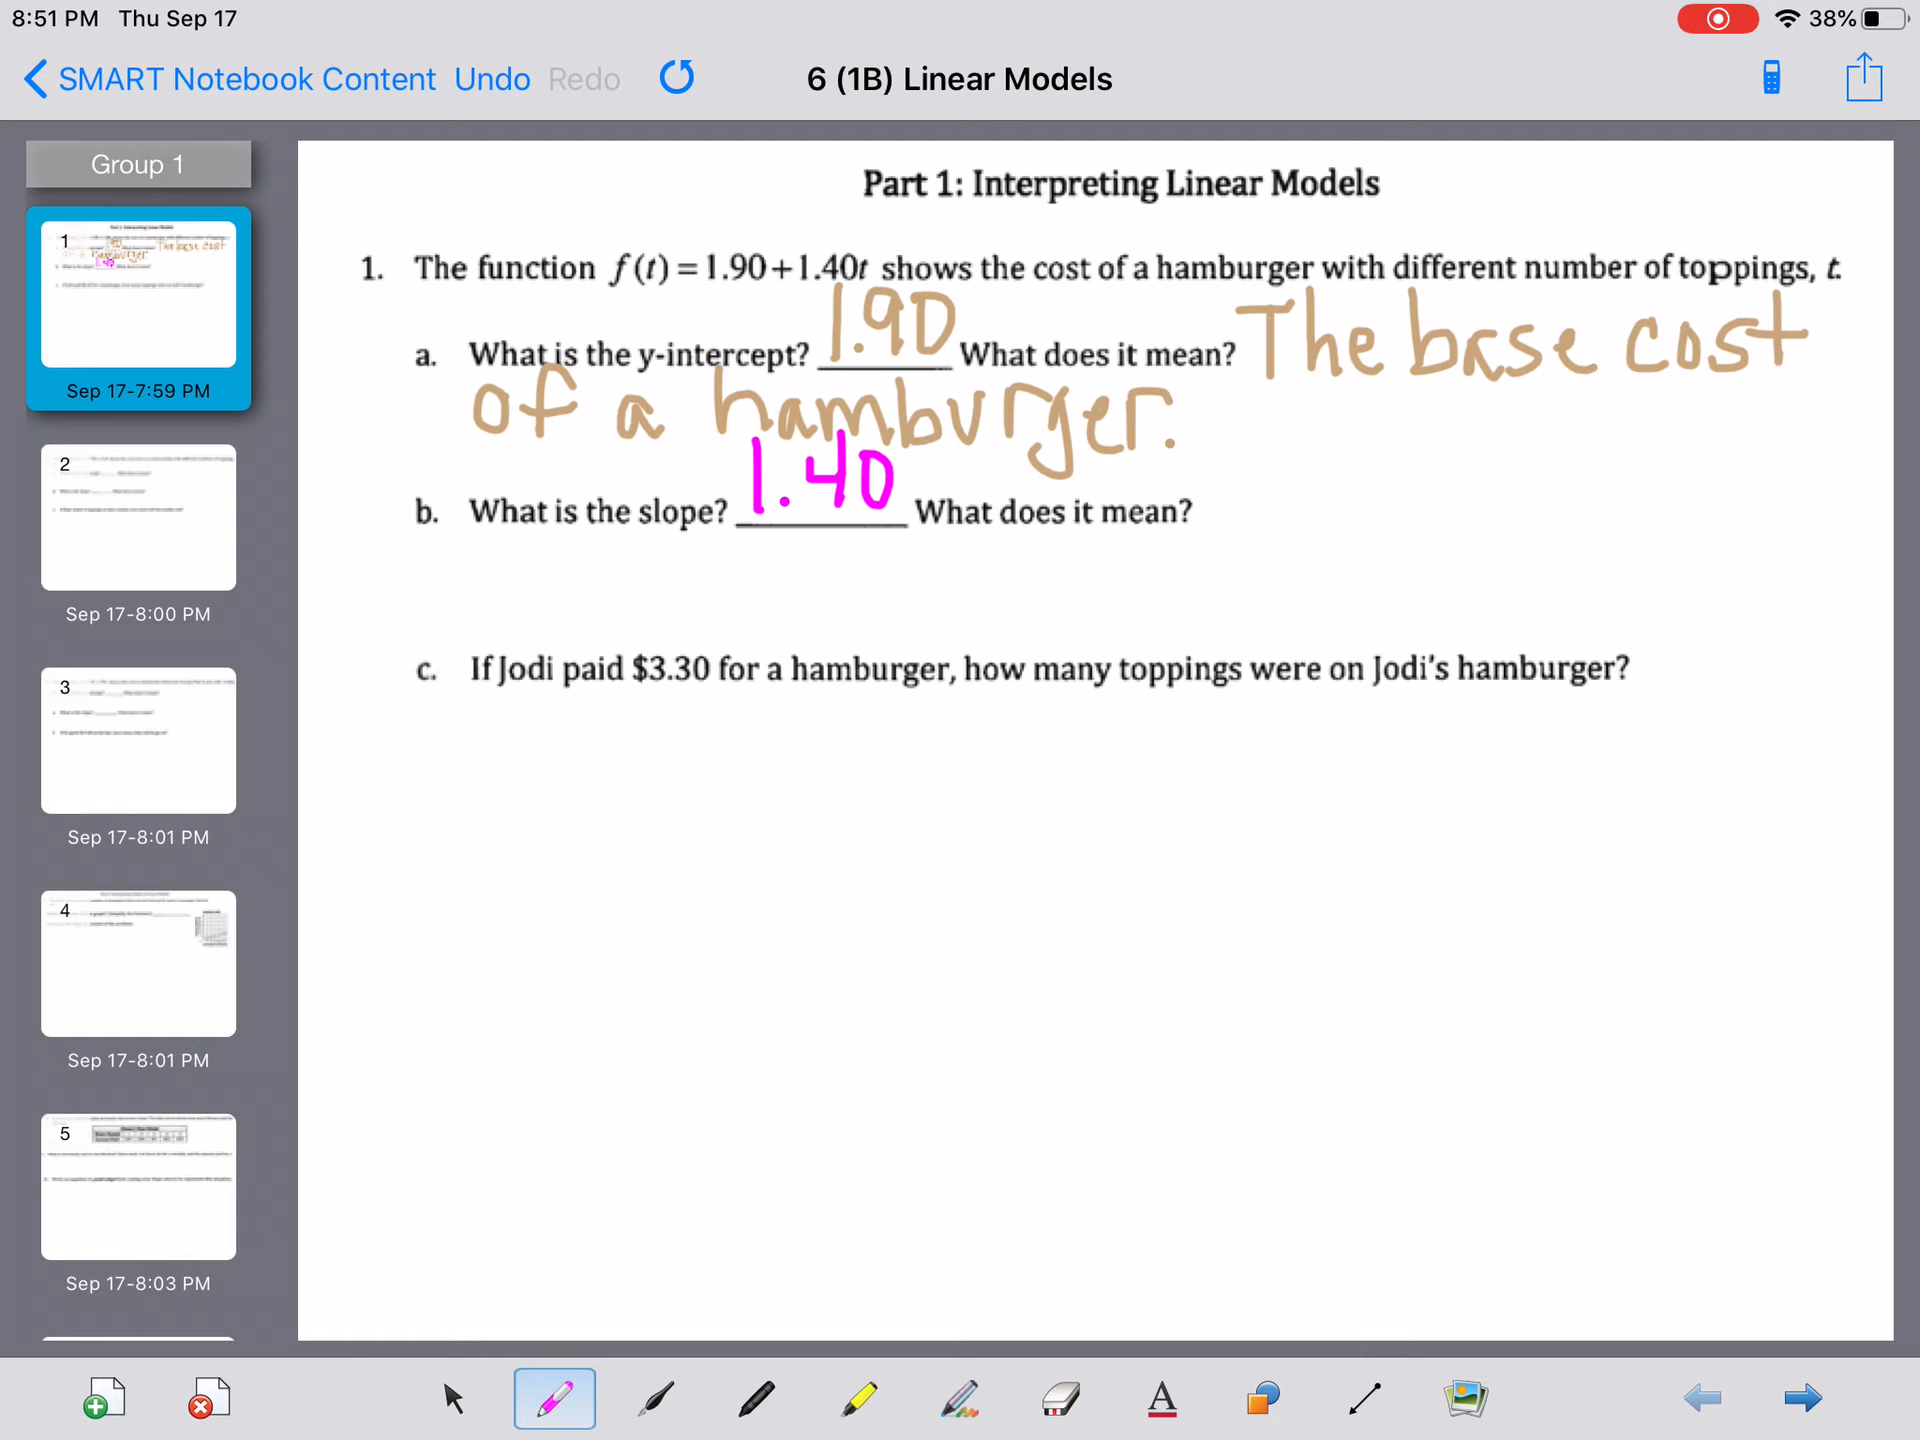 8:51 PM Thu Sep 17
38%
SMART Notebook Content Undo Redo
6 (1B) Linear Models
Group 1
1
Sep 17-7:59 PM
2
Sep 17-8:00 PM
3
Sep 17-8:01 PM
4
Sep 17-8:01 PM
5
Sep 17-8:03 PM
Part 1: Interpreting Linear Models
1. The function f(t) = 1.90+1.40t shows the cost of a hamburger with different number of toppings, t.
a. What is the y-intercept? 1.90 What does it mean? The base cost
of a hamburger.
b. What is the slope? 1.40 What does it mean?
c. If Jodi paid $3.30 for a hamburger, how many toppings were on Jodi's hamburger?
A